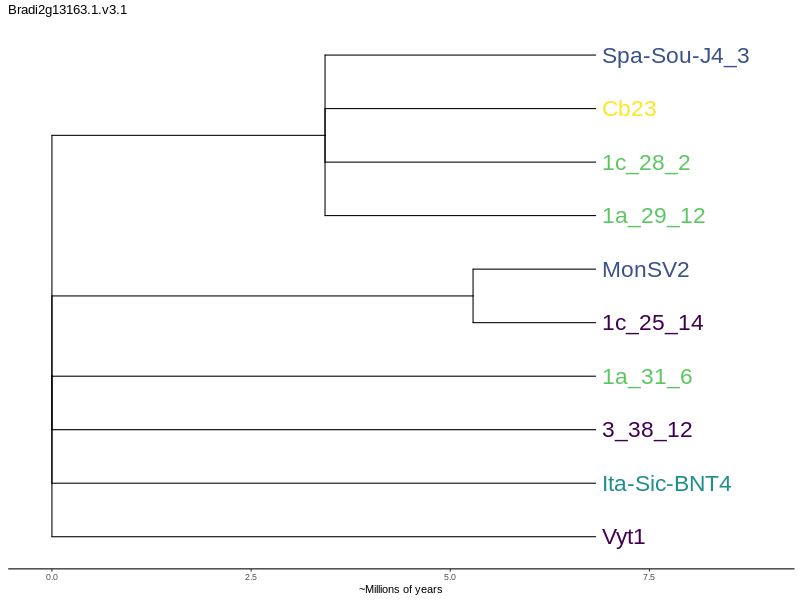 Bradi2g13163.1.v3.1
Spa-Sou-J4_3
Cb23
1c_28_2
1a_29_12
MonSV2
1c_25_14
1a_31_6
3_38_12
Ita-Sic-BNT4
Vyt1
0.0 2.5 5.0 7.5
~Millions of years